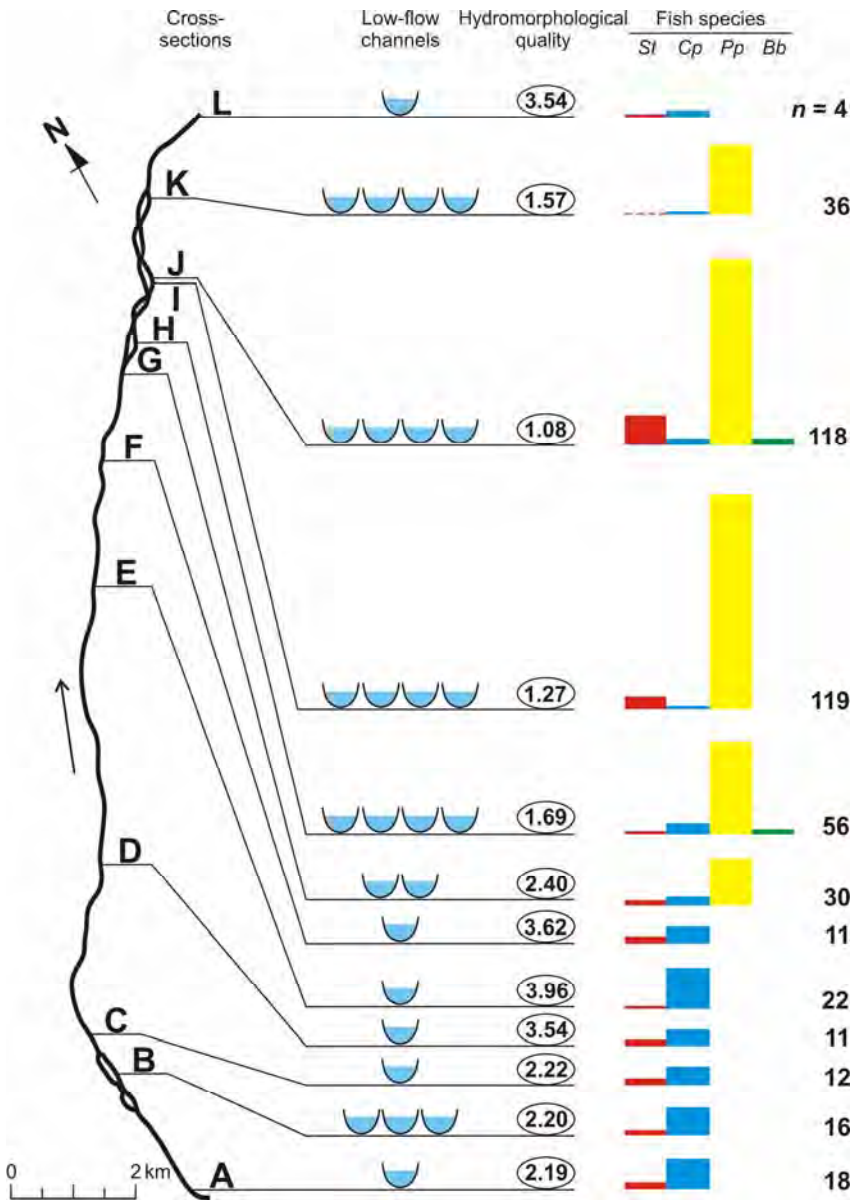 Cross-sections Low-flow channels Hydromorphological quality Fish species
St Cp Pp Bb
L 3.54 n = 4
N
K 1.57 36
J
I
H
G
1.08 118
F
E
1.27 119
1.69 56
D
2.40 30
3.62 11
3.96 22
C 3.54 11
B 2.22 12
2.20 16
0 2 km A 2.19 18